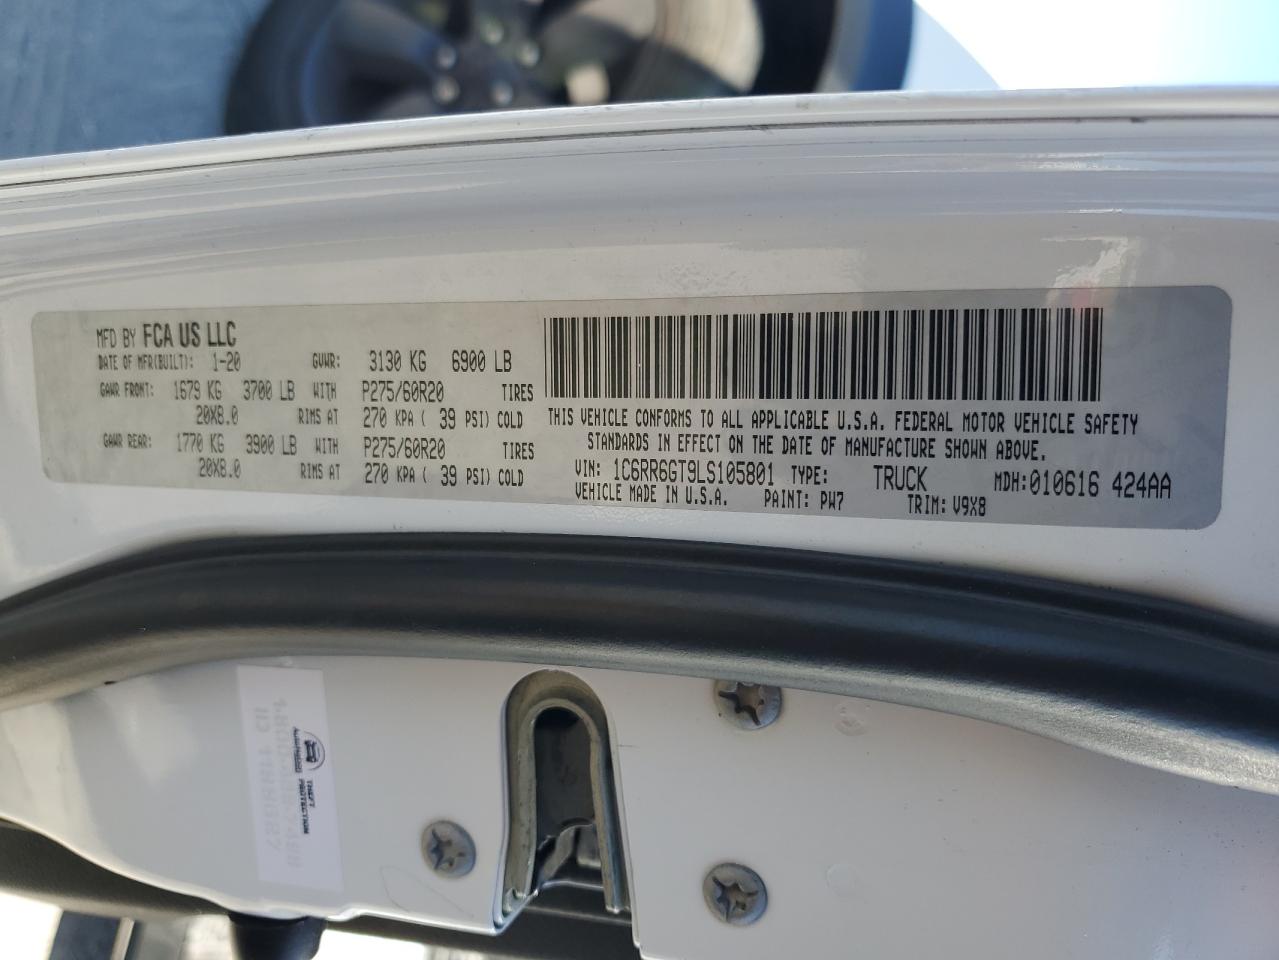 MFD BY FCA US LLC
DATE OF MFR(BUILT): 1-20 GVWR: 3130 KG 6900 LB
GAWR FRONT: 1679 KG 3700 LB WITH P275/60R20 TIRES
20X8.0 RIMS AT 270 KPA ( 39 PSI) COLD
GAWR REAR: 1770 KG 3900 LB WITH P275/60R20 TIRES
20X8.0 RIMS AT 270 KPA ( 39 PSI) COLD
THIS VEHICLE CONFORMS TO ALL APPLICABLE U.S.A. FEDERAL MOTOR VEHICLE SAFETY
STANDARDS IN EFFECT ON THE DATE OF MANUFACTURE SHOWN ABOVE.
VIN: 1C6RR6GT9LS105801 TYPE: TRUCK MDH:010616 424AA
VEHICLE MADE IN U.S.A. PAINT: PW7 TRIM: V9X8
THEFT
PROTECTION